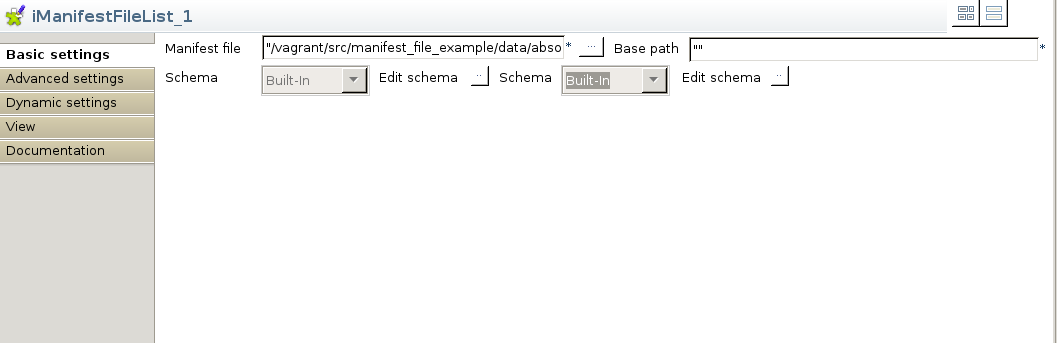 iManifestFileList_1
Basic settings
Advanced settings
Dynamic settings
View
Documentation
Manifest file "/vagrant/src/manifest_file_example/data/abso * ... Base path "" *
Schema Built-In Edit schema ... Schema Built-In Edit schema ...